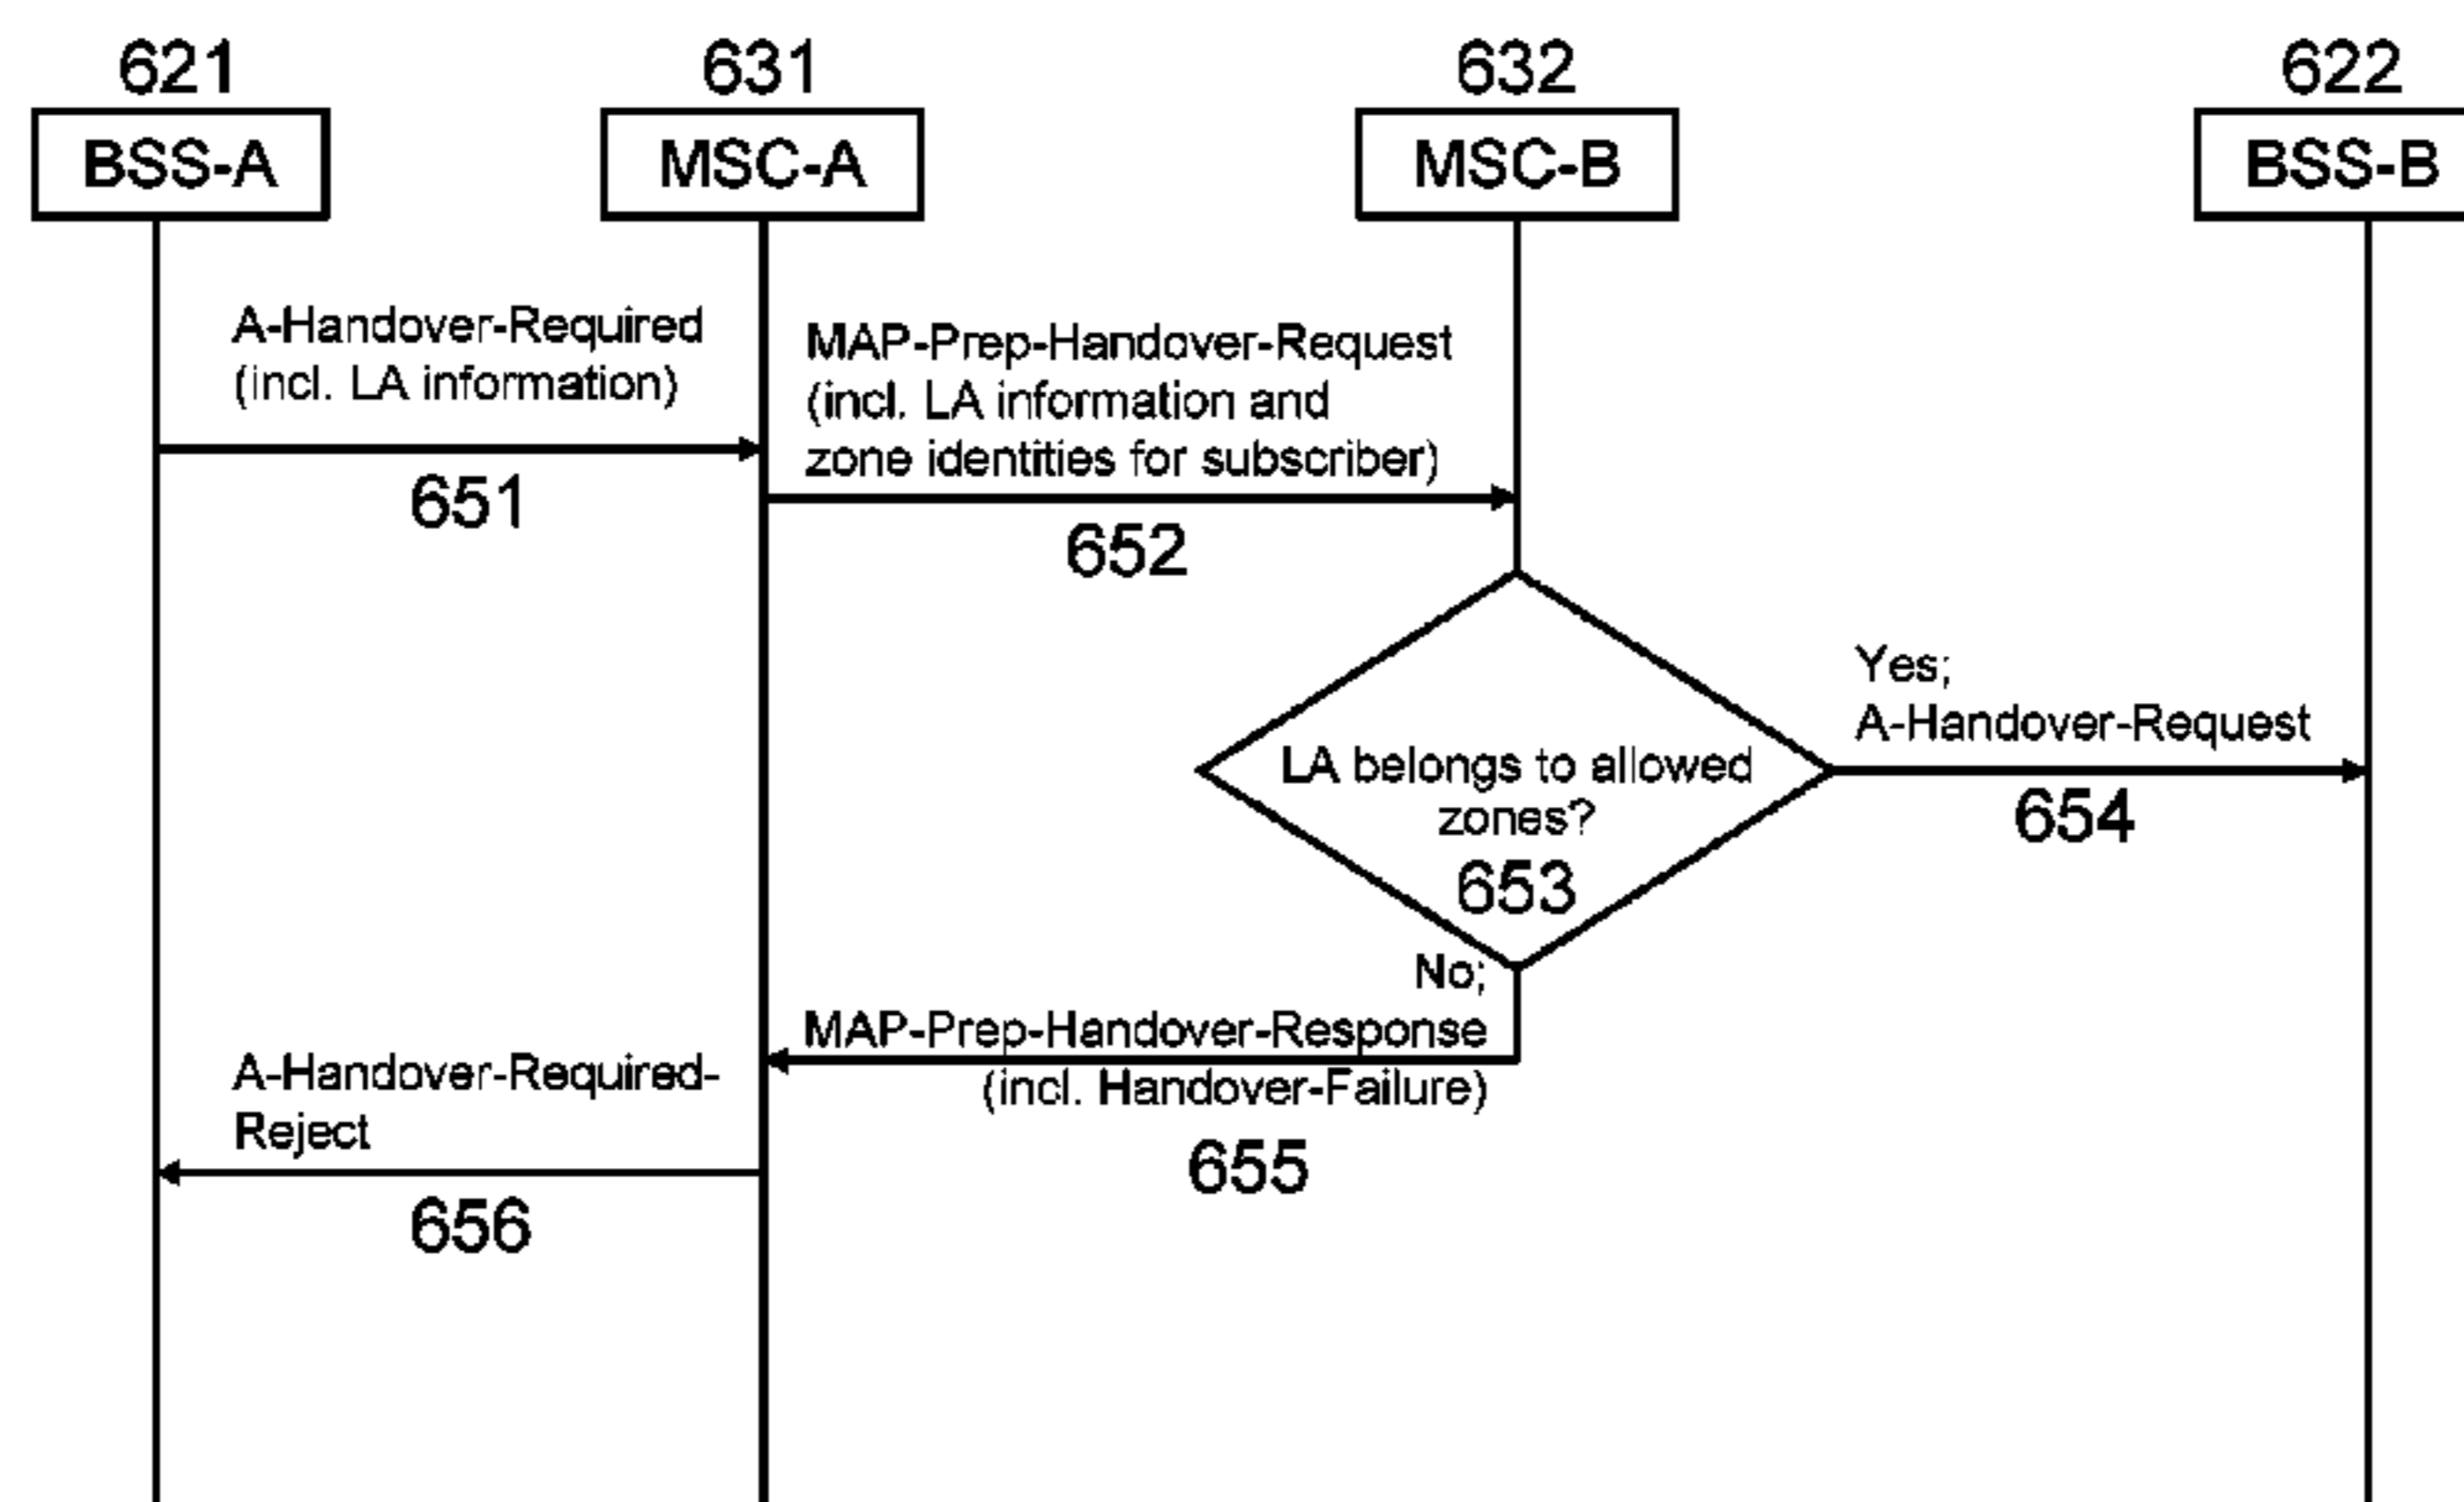 621
631
632
622
BSS-A
MSC-A
MSC-B
BSS-B
A-Handover-Required
(incl. LA information)
651
MAP-Prep-Handover-Request
(incl. LA information and
zone identities for subscriber)
652
LA belongs to allowed
zones?
653
Yes;
A-Handover-Request
654
No;
MAP-Prep-Handover-Response
(incl. Handover-Failure)
655
A-Handover-Required-
Reject
656